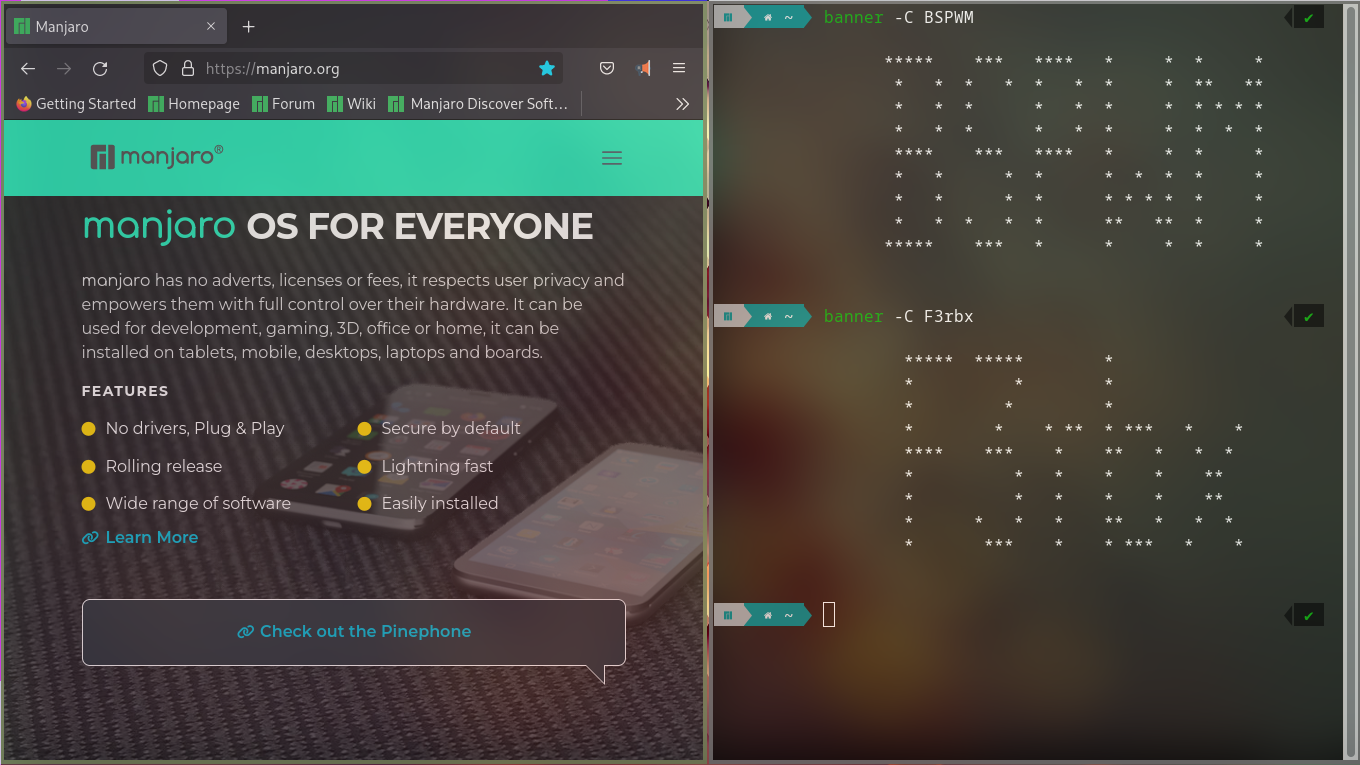 Manjaro
https://manjaro.org
Getting Started
Homepage
Forum
Wiki
Manjaro Discover Soft…
manjaro®
manjaro OS FOR EVERYONE
manjaro has no adverts, licenses or fees, it respects user privacy and
empowers them with full control over their hardware. It can be
used for development, gaming, 3D, office or home, it can be
installed on tablets, mobile, desktops, laptops and boards.
FEATURES
No drivers, Plug & Play
Secure by default
Rolling release
Lightning fast
Wide range of software
Easily installed
Learn More
Check out the Pinephone
~ banner -C BSPWM ✔
BSPWM
~ banner -C F3rbx ✔
F3rbx
~ ✔